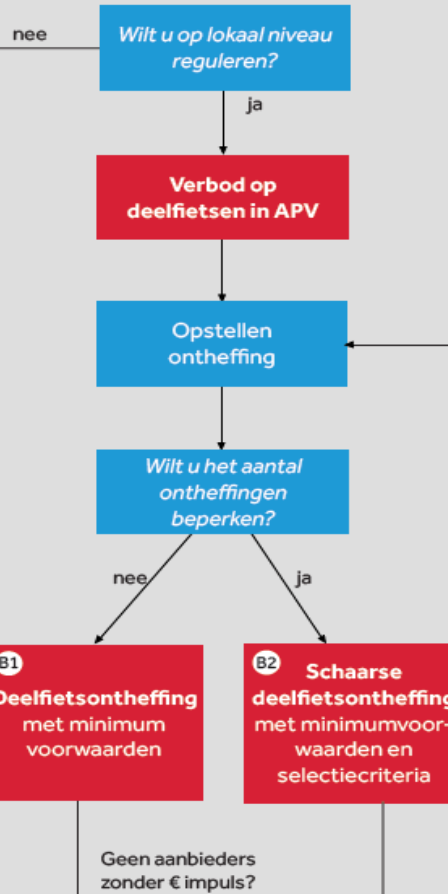 nee
Wilt u op lokaal niveau
reguleren?
ja
Verbod op
deelfietsen in APV
Opstellen
ontheffing
Wilt u het aantal
ontheffingen
beperken?
nee
ja
B1
Deelfietsontheffing
met minimum
voorwaarden
B2
Schaarse
deelfietsontheffing
met minimumvoor-
waarden en
selectiecriteria
Geen aanbieders
zonder € impuls?